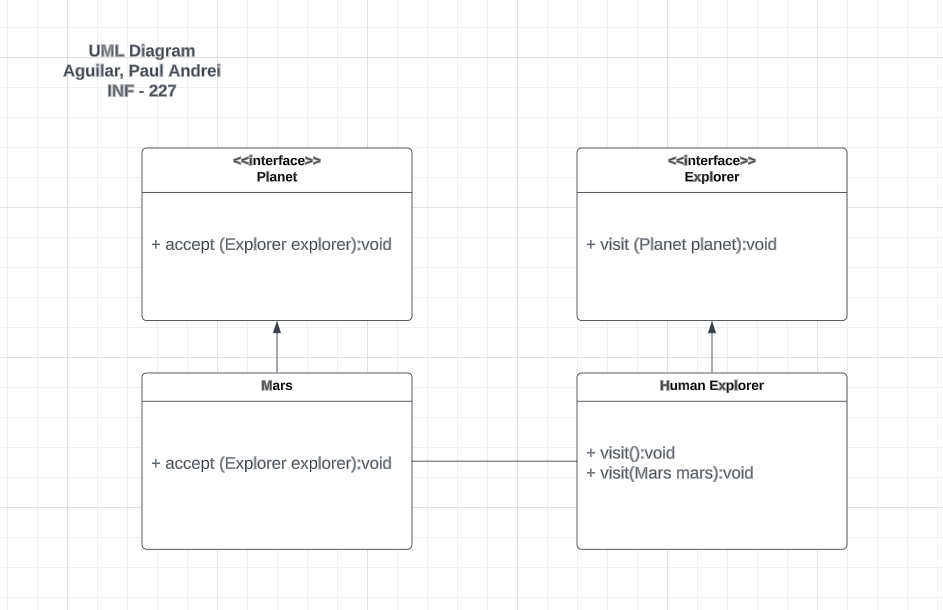 UML Diagram
Aguilar, Paul Andrei
INF - 227
<<interface>>
Planet
+ accept (Explorer explorer):void
<<interface>>
Explorer
+ visit (Planet planet):void
Mars
+ accept (Explorer explorer):void
Human Explorer
+ visit():void
+ visit(Mars mars):void